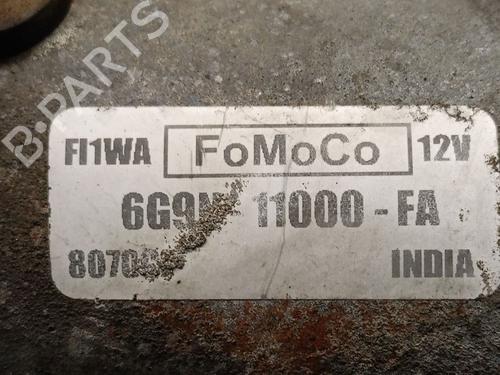 B-PARTS
FI1WA FoMoCo 12V
11000-FA
INDIA